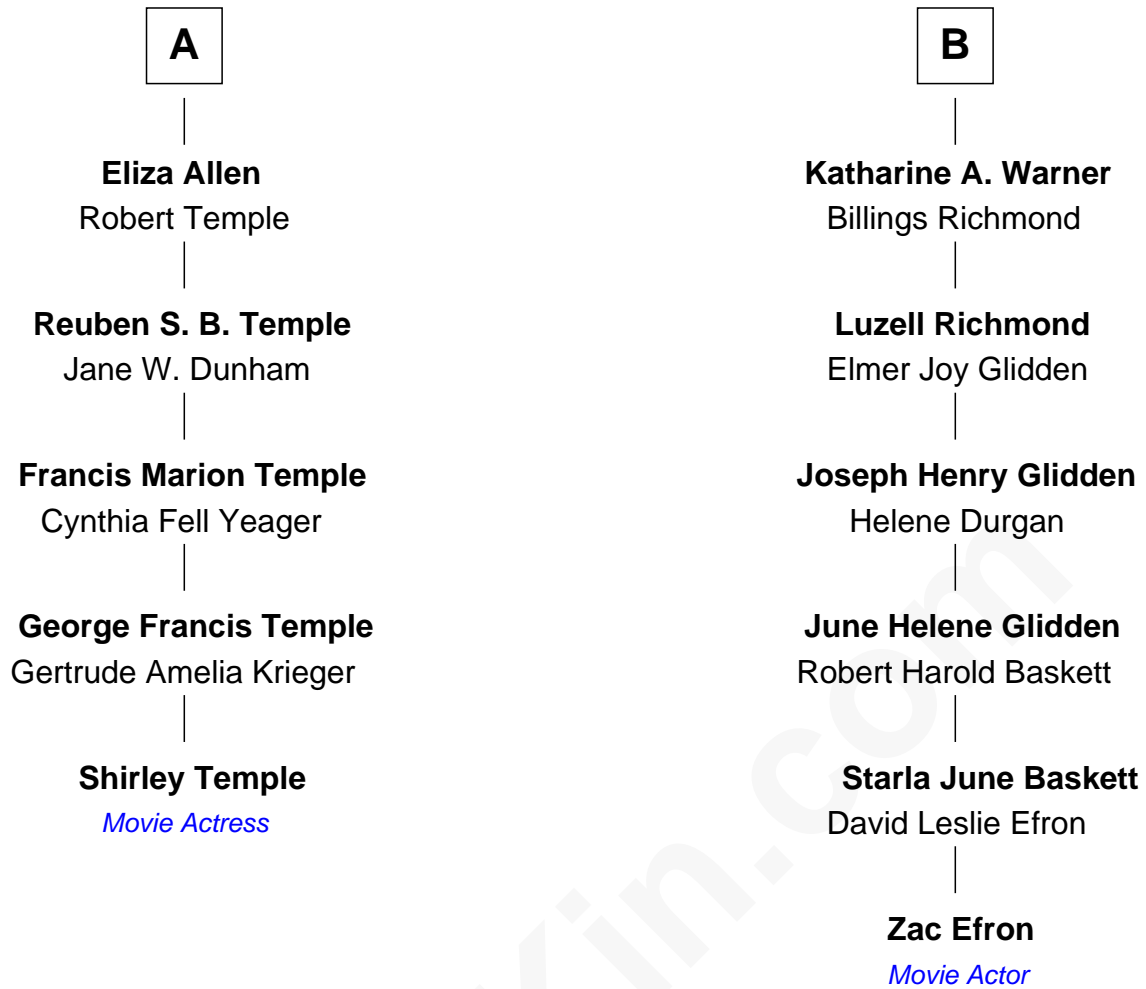 A
Eliza Allen
Robert Temple
Reuben S. B. Temple
Jane W. Dunham
Francis Marion Temple
Cynthia Fell Yeager
George Francis Temple
Gertrude Amelia Krieger
Shirley Temple
Movie Actress
B
Katharine A. Warner
Billings Richmond
Luzell Richmond
Elmer Joy Glidden
Joseph Henry Glidden
Helene Durgan
June Helene Glidden
Robert Harold Baskett
Starla June Baskett
David Leslie Efron
Zac Efron
Movie Actor
Kin.com